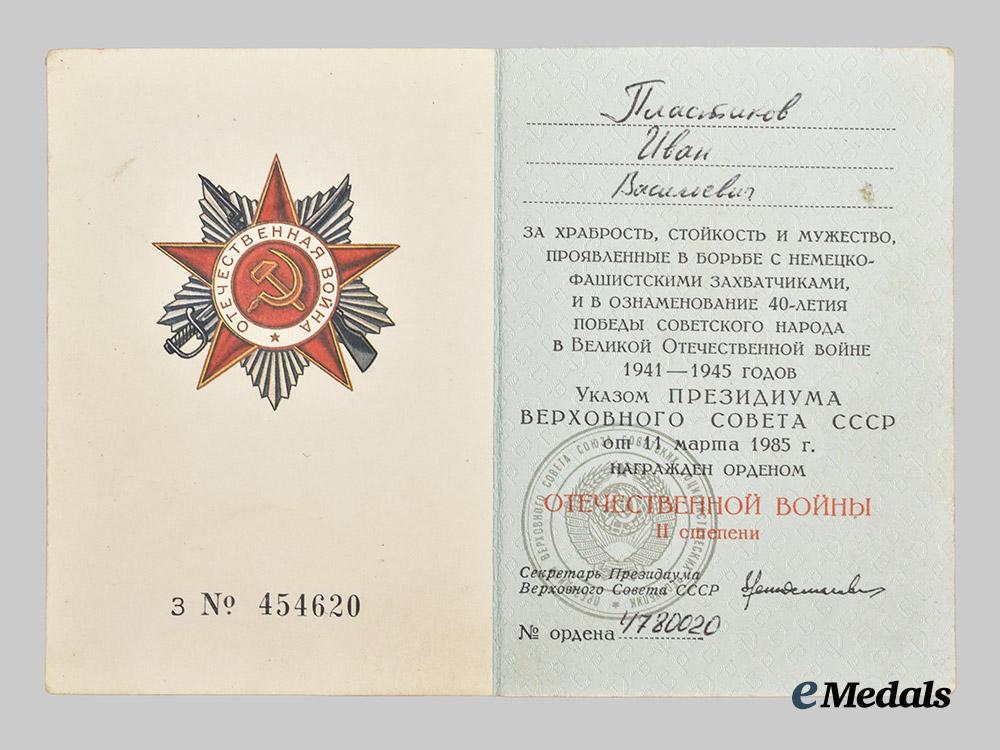 ОТЕЧЕСТВЕННАЯ ВОЙНА
З № 454620
Пластиков
Иван
Васильевич
ЗА ХРАБРОСТЬ, СТОЙКОСТЬ И МУЖЕСТВО,
ПРОЯВЛЕННЫЕ В БОРЬБЕ С НЕМЕЦКО-
ФАШИСТСКИМИ ЗАХВАТЧИКАМИ,
И В ОЗНАМЕНОВАНИЕ 40-ЛЕТИЯ
ПОБЕДЫ СОВЕТСКОГО НАРОДА
В ВЕЛИКОЙ ОТЕЧЕСТВЕННОЙ ВОЙНЕ
1941—1945 ГОДОВ
УКАЗОМ ПРЕЗИДИУМА
ВЕРХОВНОГО СОВЕТА СССР
от 11 марта 1985 г.
НАГРАЖДЕН ОРДЕНОМ
ОТЕЧЕСТВЕННОЙ ВОЙНЫ
II степени
Секретарь Президиума
Верховного Совета СССР
№ ордена 4780020
eMedals